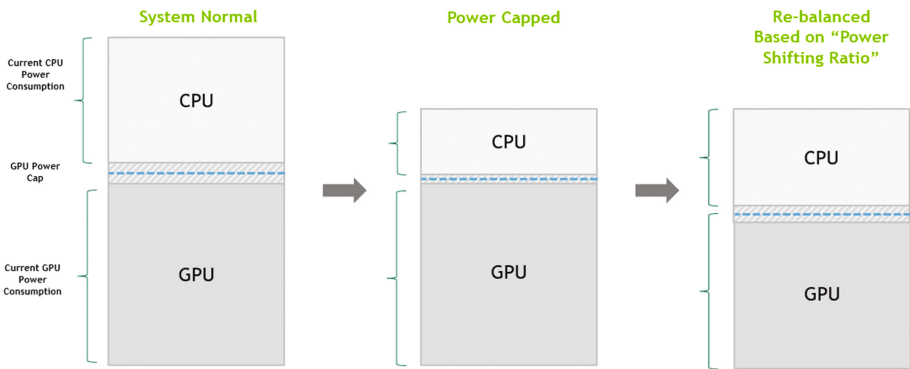 System Normal
Power Capped
Re-balanced
Based on “Power
Shifting Ratio”
Current CPU
Power
Consumption
CPU
GPU Power
Cap
Current GPU
Power
Consumption
GPU
CPU
GPU
CPU
GPU